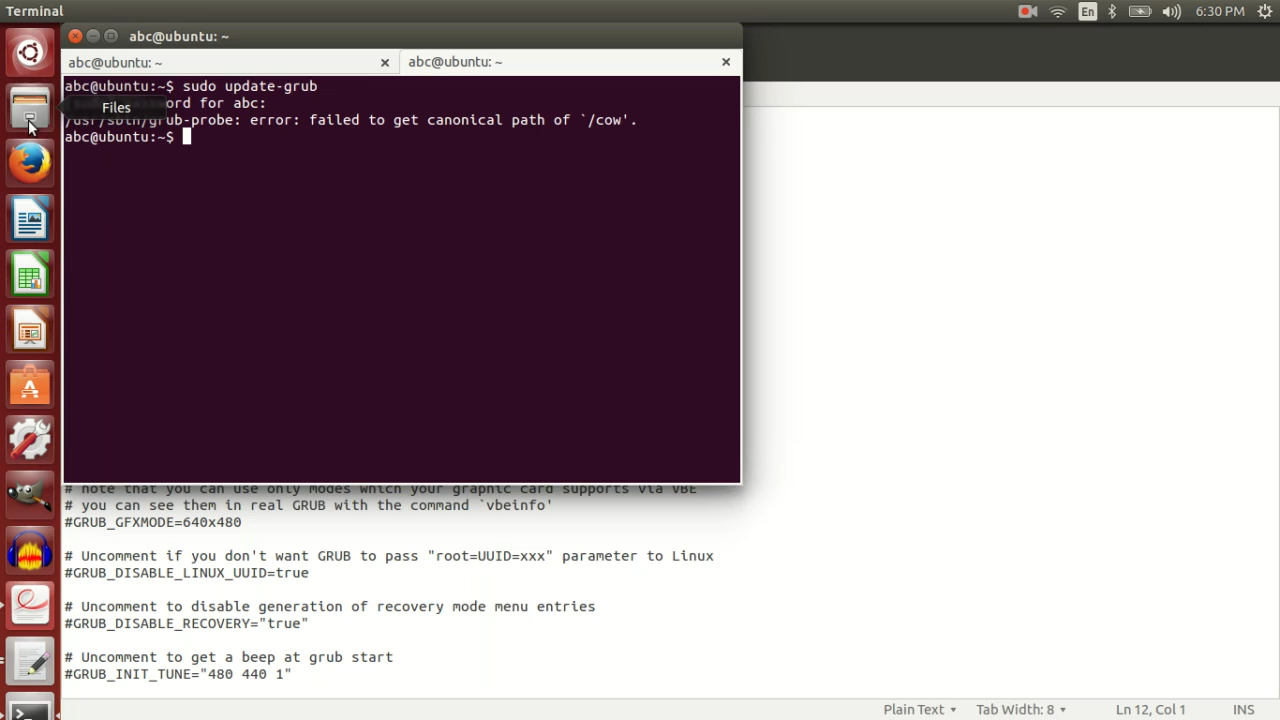 Terminal
En
6:30 PM
abc@ubuntu: ~
abc@ubuntu: ~
abc@ubuntu: ~
abc@ubuntu:~$ sudo update-grub
password for abc:
Files
/usr/sbin/grub-probe: error: failed to get canonical path of `/cow'.
abc@ubuntu:~$
# note that you can use only modes which your graphic card supports via VBE
# you can see them in real GRUB with the command `vbeinfo'
#GRUB_GFXMODE=640x480
# Uncomment if you don't want GRUB to pass "root=UUID=xxx" parameter to Linux
#GRUB_DISABLE_LINUX_UUID=true
# Uncomment to disable generation of recovery mode menu entries
#GRUB_DISABLE_RECOVERY="true"
# Uncomment to get a beep at grub start
#GRUB_INIT_TUNE="480 440 1"
Plain Text
Tab Width: 8
Ln 12, Col 1
INS